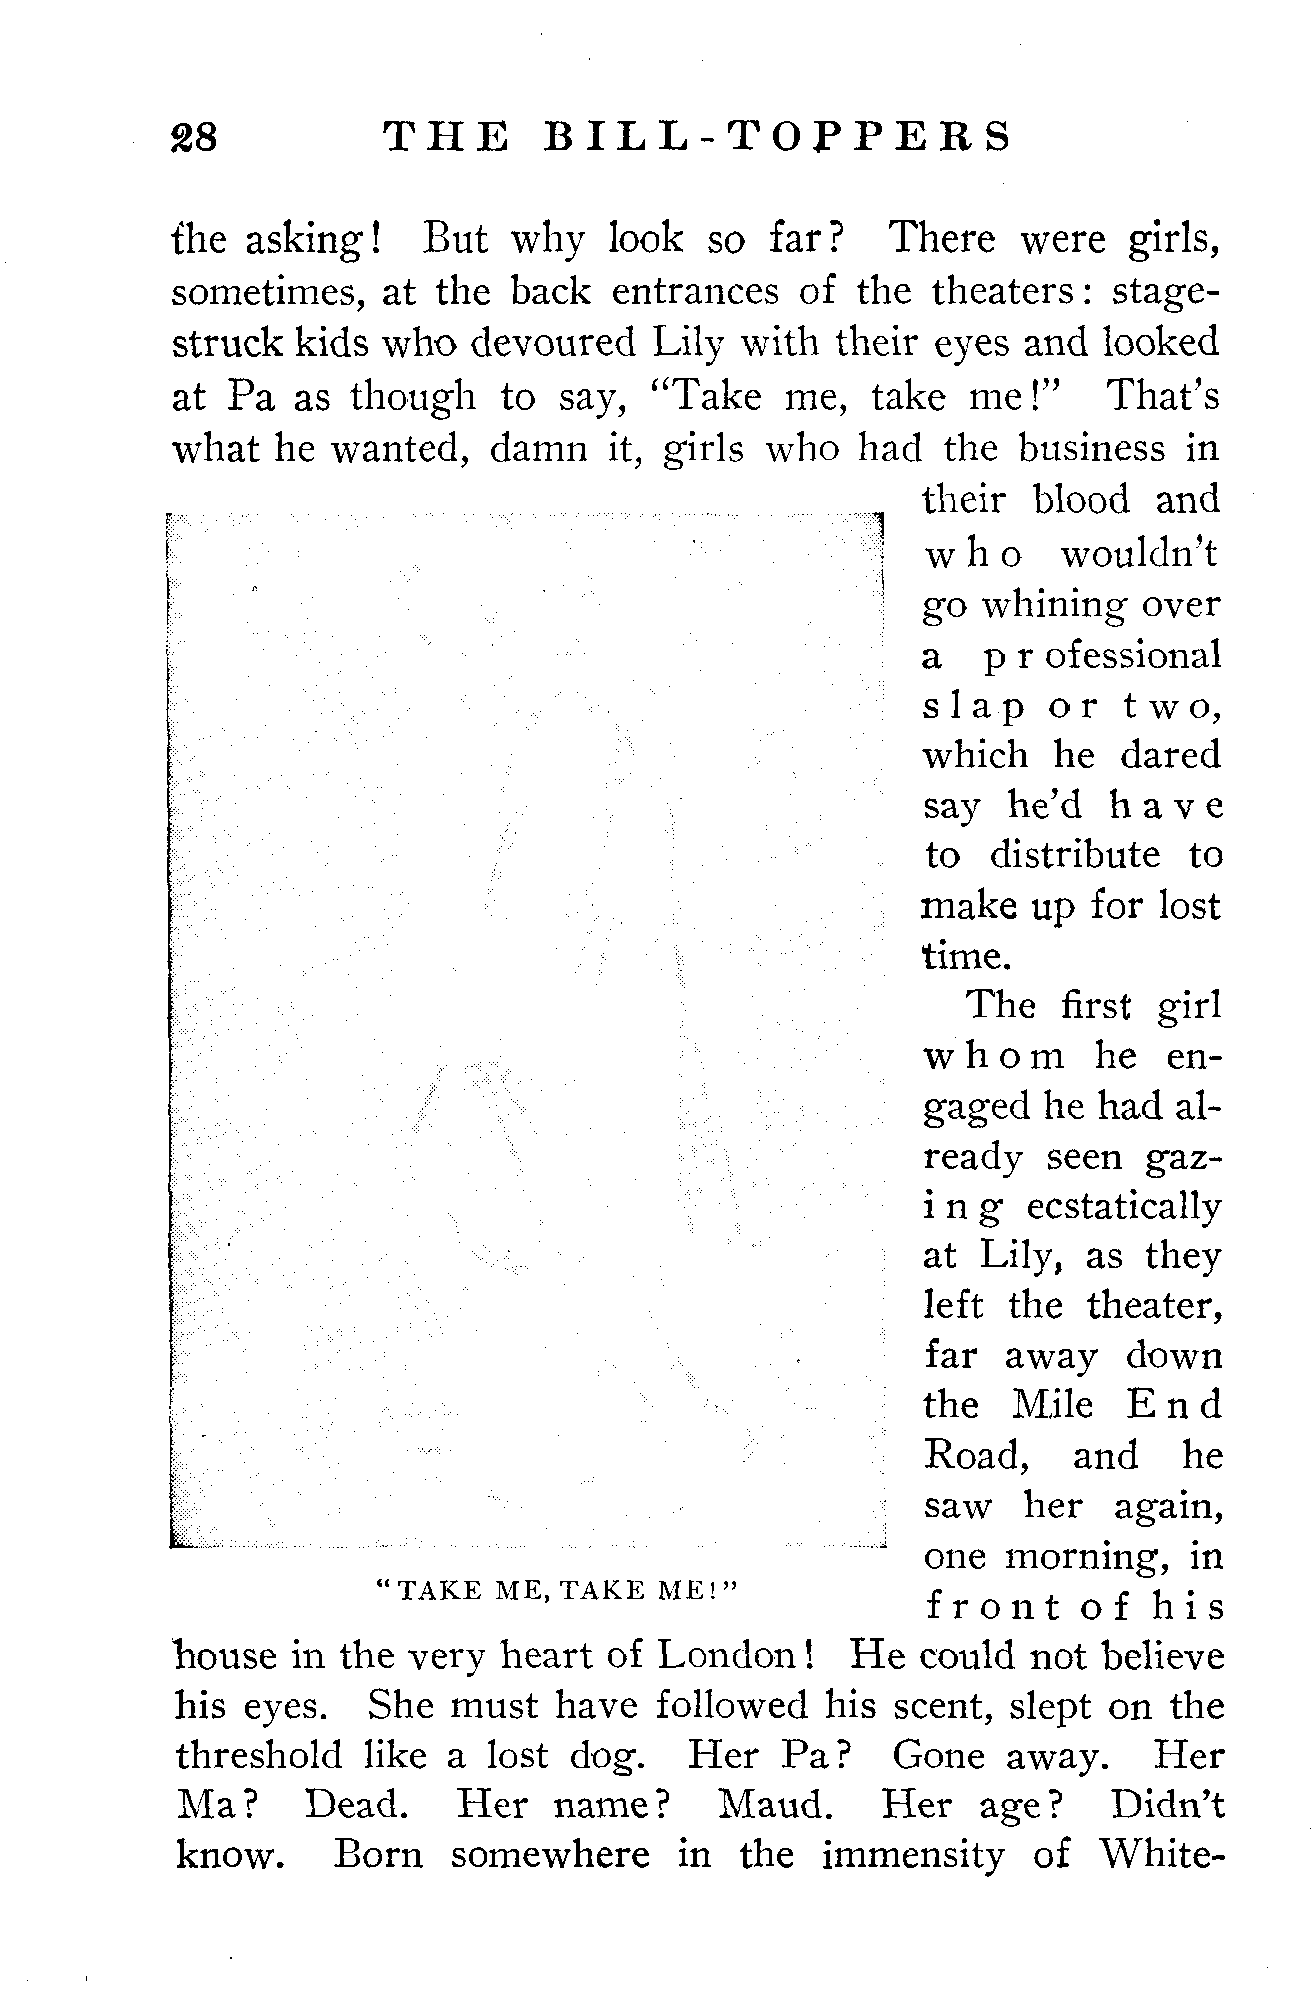 28 THE BILL-TOPPERS
the asking! But why look so far? There were girls,
sometimes, at the back entrances of the theaters: stage-
struck kids who devoured Lily with their eyes and looked
at Pa as though to say, "Take me, take me!" That's
what he wanted, damn it, girls who had the business in
their blood and
who wouldn't
go whining over
a professional
slap or two,
which he dared
say he'd have
to distribute to
make up for lost
time.
The first girl
whom he en-
gaged he had al-
ready seen gaz-
ing ecstatically
at Lily, as they
left the theater,
far away down
the Mile End
Road, and he
saw her again,
one morning, in
front of his
"TAKE ME, TAKE ME!"
house in the very heart of London! He could not believe
his eyes. She must have followed his scent, slept on the
threshold like a lost dog. Her Pa? Gone away. Her
Ma? Dead. Her name? Maud. Her age? Didn't
know. Born somewhere in the immensity of White-